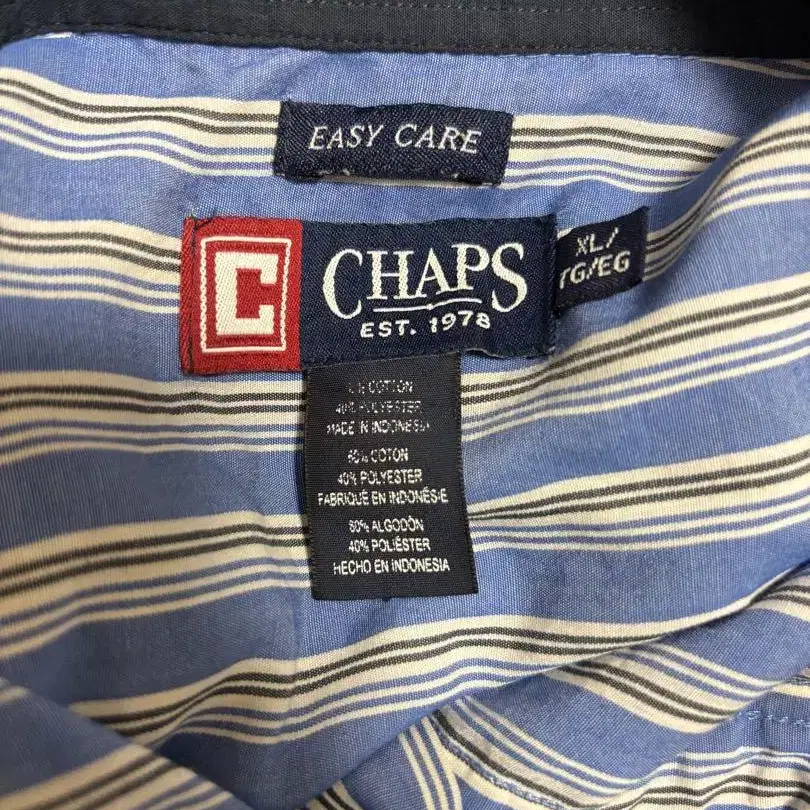 EASY CARE
C
CHAPS
EST. 1978
XL/
TG/EG
COTTON
40% POLYESTER
MADE IN INDONESIA
60% COTON
40% POLYESTER
FABRIQUÉ EN INDONÉSIE
60% ALGODÓN
40% POLIÉSTER
HECHO EN INDONESIA